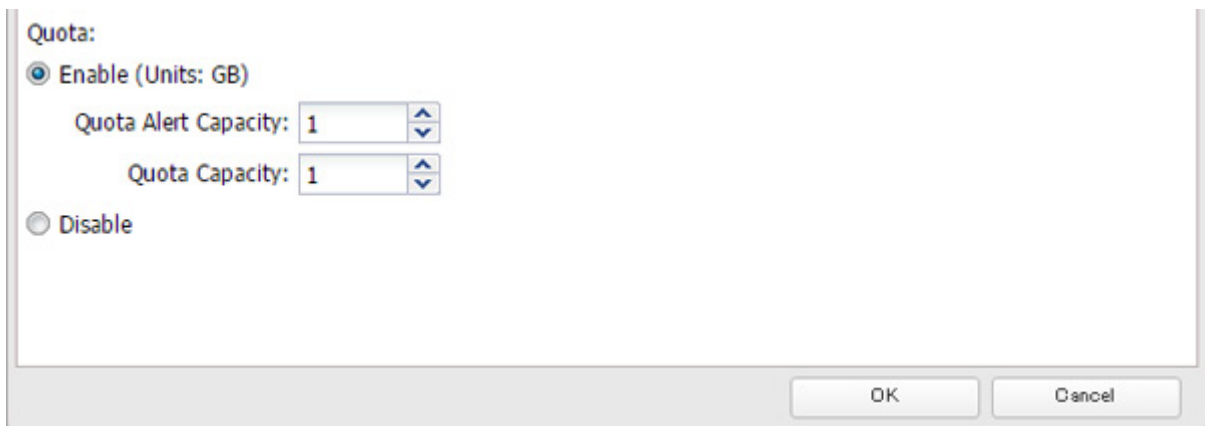 Quota:
Enable (Units: GB)
Quota Alert Capacity: 1
Quota Capacity: 1
Disable
OK Cancel